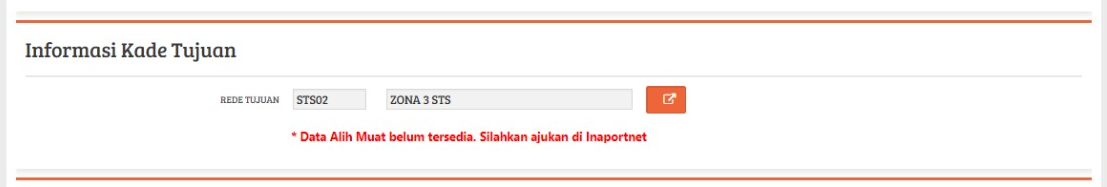 Informasi Kade Tujuan
REDE TUJUAN STS02 ZONA 3 STS
* Data Alih Muat belum tersedia. Silahkan ajukan di Inaportnet